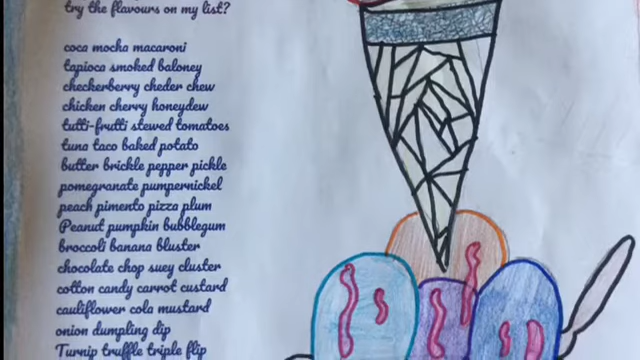 try the flavours on my list?
coca mocha macaroni
tapioca smoked baloney
checkerberry cheder chew
chicken cherry honeydew
tutti-frutti stewed tomatoes
tuna taco baked potato
butter brickle pepper pickle
pomegranate pumpernickel
peach pimento pizza plum
Peanut pumpkin bubblegum
broccoli banana bluster
chocolate chop suey cluster
cotton candy carrot custard
cauliflower cola mustard
onion dumpling dip
Turnip truffle triple flip